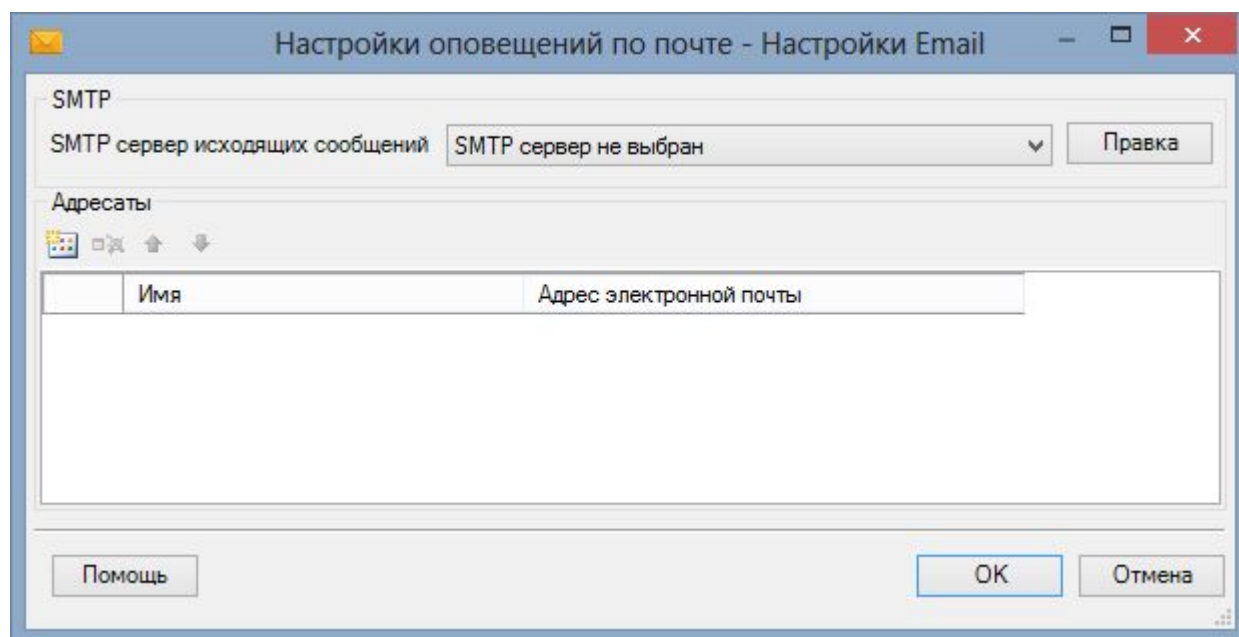 Настройки оповещений по почте - Настройки Email
SMTP
SMTP сервер исходящих сообщений SMTP сервер не выбран Правка
Адресаты
Имя Адрес электронной почты
Помощь OK Отмена